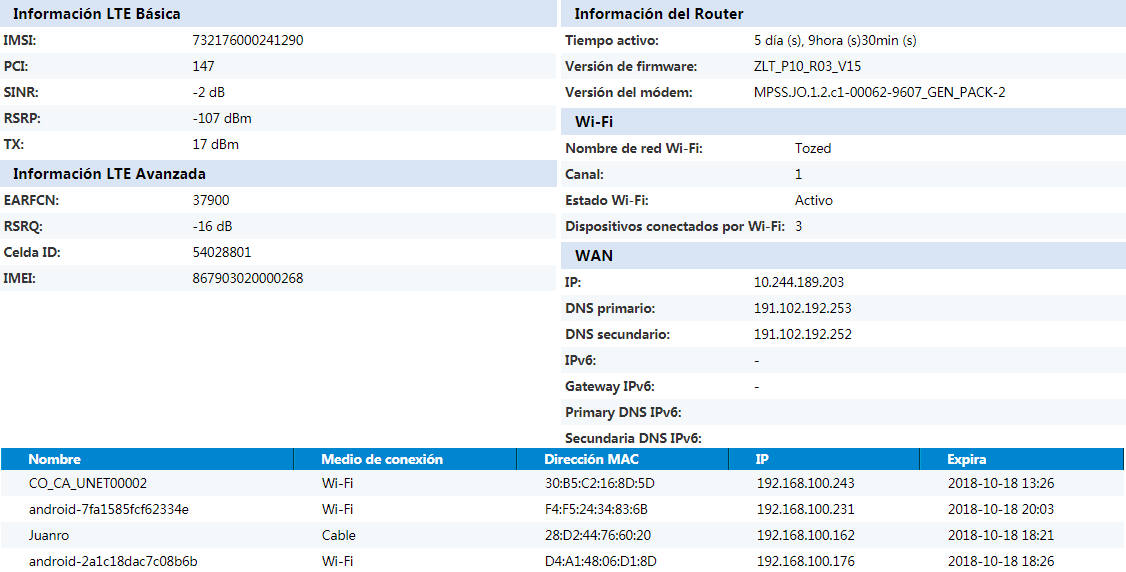 Información LTE Básica
IMSI: 732176000241290
PCI: 147
SINR: -2 dB
RSRP: -107 dBm
TX: 17 dBm
Información LTE Avanzada
EARFCN: 37900
RSRQ: -16 dB
Celda ID: 54028801
IMEI: 867903020000268
Información del Router
Tiempo activo: 5 día (s), 9hora (s)30min (s)
Versión de firmware: ZLT_P10_R03_V15
Versión del módem: MPSS.JO.1.2.c1-00062-9607_GEN_PACK-2
Wi-Fi
Nombre de red Wi-Fi: Tozed
Canal: 1
Estado Wi-Fi: Activo
Dispositivos conectados por Wi-Fi: 3
WAN
IP: 10.244.189.203
DNS primario: 191.102.192.253
DNS secundario: 191.102.192.252
IPv6: -
Gateway IPv6: -
Primary DNS IPv6:
Secundaria DNS IPv6:
Nombre Medio de conexión Dirección MAC IP Expira
CO_CA_UNET00002 Wi-Fi 30:B5:C2:16:8D:5D 192.168.100.243 2018-10-18 13:26
android-7fa1585fcf62334e Wi-Fi F4:F5:24:34:83:6B 192.168.100.231 2018-10-18 20:03
Juanro Cable 28:D2:44:76:60:20 192.168.100.162 2018-10-18 18:21
android-2a1c18dac7c08b6b Wi-Fi D4:A1:48:06:D1:8D 192.168.100.176 2018-10-18 18:26